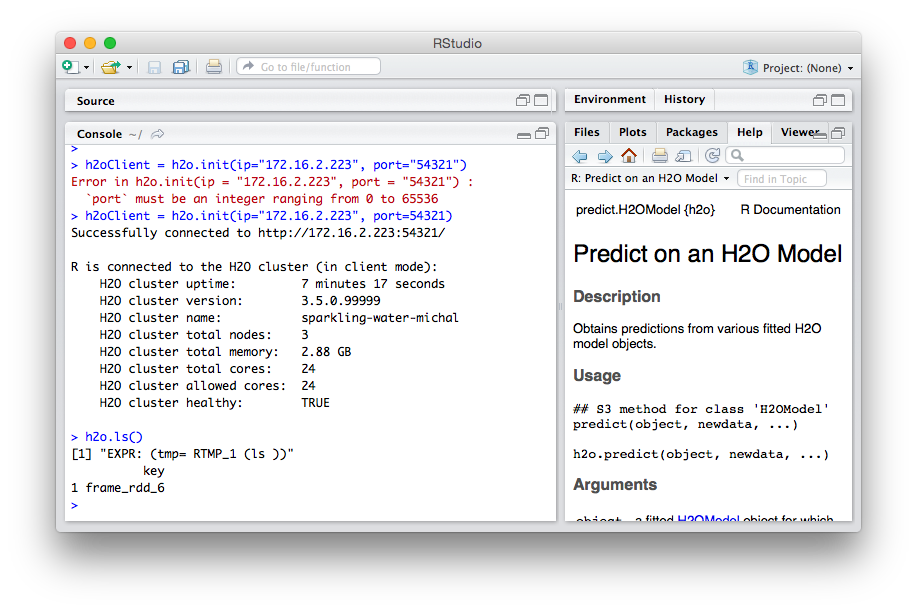 RStudio
Go to file/function
Project: (None)
Source
Console ~/
>
> h2oClient = h2o.init(ip="172.16.2.223", port="54321")
Error in h2o.init(ip = "172.16.2.223", port = "54321") :
`port` must be an integer ranging from 0 to 65536
> h2oClient = h2o.init(ip="172.16.2.223", port=54321)
Successfully connected to http://172.16.2.223:54321/
R is connected to the H2O cluster (in client mode):
H2O cluster uptime: 7 minutes 17 seconds
H2O cluster version: 3.5.0.99999
H2O cluster name: sparkling-water-michal
H2O cluster total nodes: 3
H2O cluster total memory: 2.88 GB
H2O cluster total cores: 24
H2O cluster allowed cores: 24
H2O cluster healthy: TRUE
> h2o.ls()
[1] "EXPR: (tmp= RTMP_1 (ls ))"
key
1 frame_rdd_6
>
Environment History
Files Plots Packages Help Viewer
R: Predict on an H2O Model Find in Topic
predict.H2OModel {h2o} R Documentation
Predict on an H2O Model
Description
Obtains predictions from various fitted H2O
model objects.
Usage
## S3 method for class 'H2OModel'
predict(object, newdata, ...)
h2o.predict(object, newdata, ...)
Arguments
object a fitted H2OModel object for which